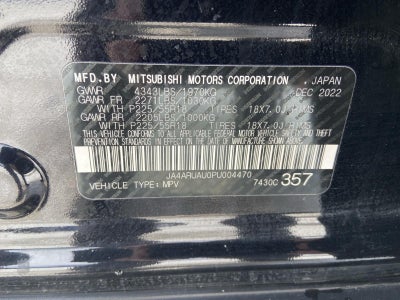 MFD.BY MITSUBISHI MOTORS CORPORATION, JAPAN
GVWR 4343LBS/1970KG DEC 2022
GAWR FR 2271LBS/1030KG
WITH P225/55R18 TIRES 18X7.0J RIMS
GAWR RR 2205LBS/1000KG
WITH P225/55R18 TIRES 18X7.0J RIMS
THIS VEHICLE CONFORMS TO ALL APPLICABLE FEDERAL
MOTOR VEHICLE SAFETY, BUMPER, AND THEFT
PREVENTION STANDARDS IN EFFECT ON THE DATE OF
MANUFACTURE SHOWN ABOVE.
JA4ARUAU0PU004470
VEHICLE TYPE: MPV 7430C 357